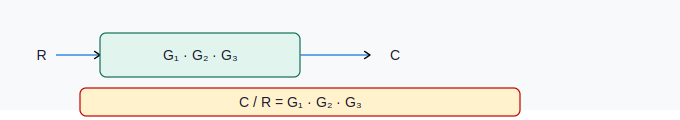 R
G₁ · G₂ · G₃
C
C / R = G₁ · G₂ · G₃